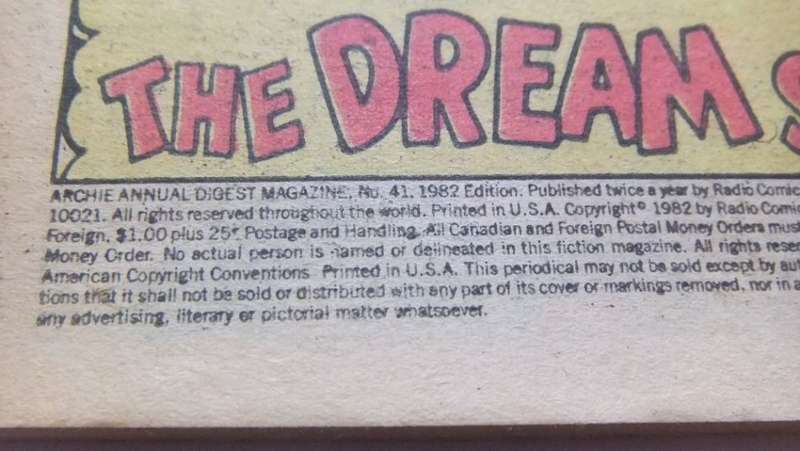 THE DREAM S
ARCHIE ANNUAL DIGEST MAGAZINE, No. 41, 1982 Edition. Published twice a year by Radio Comic
10021. All rights reserved throughout the world. Printed in U.S.A. Copyright© 1982 by Radio Comic
Foreign, $1.00 plus 25¢ Postage and Handling. All Canadian and Foreign Postal Money Orders must
Money Order. No actual person is named or delineated in this fiction magazine. All rights reser
American Copyright Conventions. Printed in U.S.A. This periodical may not be sold except by aut
tions that it shall not be sold or distributed with any part of its cover or markings removed, nor in a
any advertising, literary or pictorial matter whatsoever.